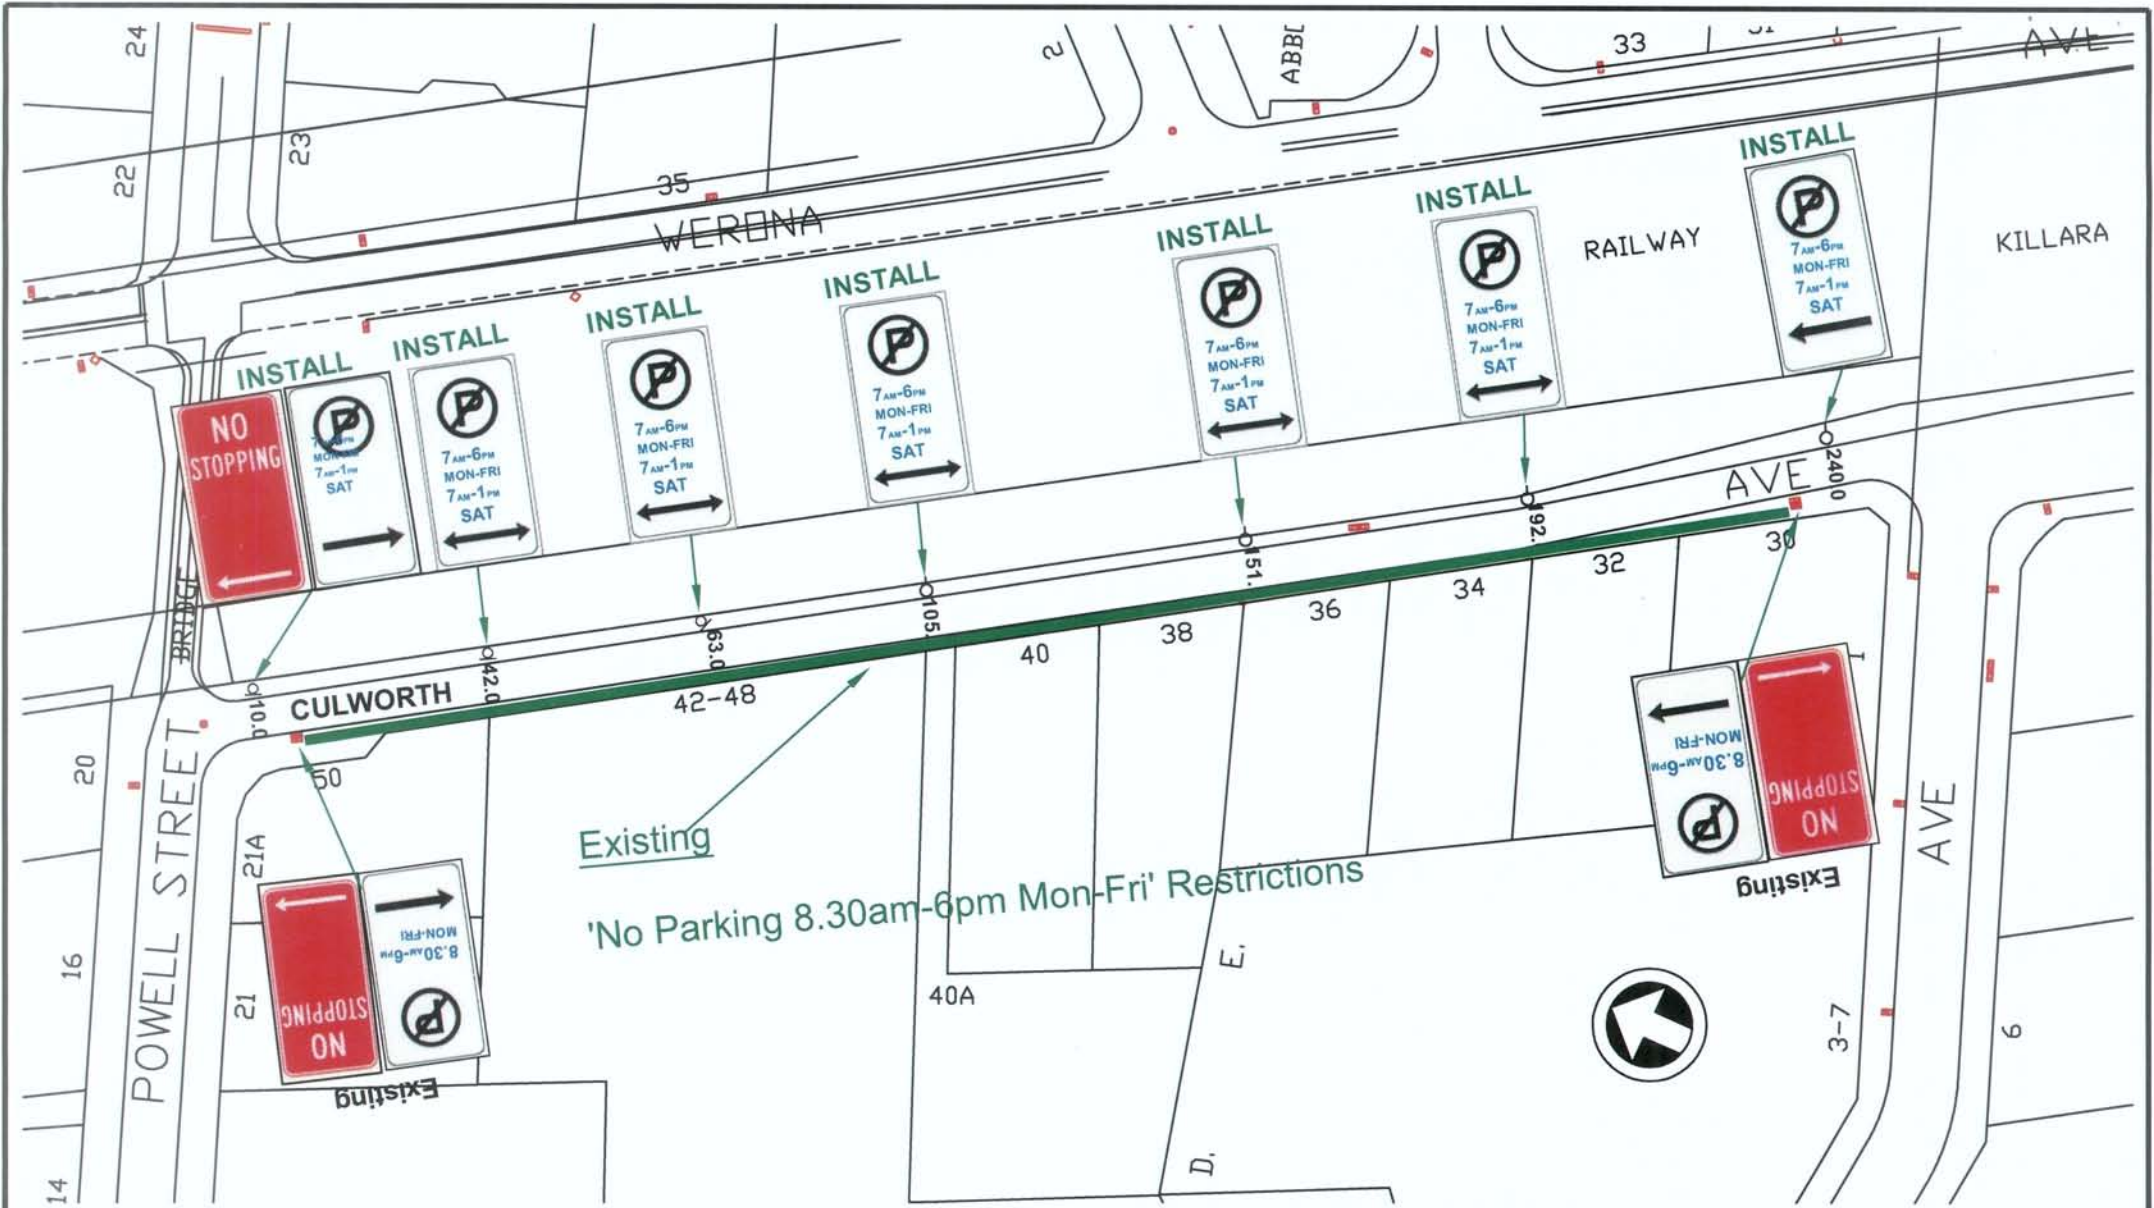 24
22
23
35
WERONA
2
ABBE
33
AVE
RAILWAY
KILLARA
INSTALL
NO
STOPPING
7AM-1PM
SAT
INSTALL
7AM-6PM
MON-FRI
7AM-1PM
SAT
INSTALL
7AM-6PM
MON-FRI
7AM-1PM
SAT
INSTALL
7AM-6PM
MON-FRI
7AM-1PM
SAT
INSTALL
7AM-6PM
MON-FRI
7AM-1PM
SAT
INSTALL
7AM-6PM
MON-FRI
7AM-1PM
SAT
INSTALL
7AM-6PM
MON-FRI
7AM-1PM
SAT
BRIDGE
CULWORTH
AVE
10.0
42.0
63.0
105.
151.
192.
240.0
50
42-48
40
38
36
34
32
30
20
16
14
POWELL STREET
21A
21
Existing
'No Parking 8.30am-6pm Mon-Fri' Restrictions
NO
STOPPING
8.30AM-6PM
MON-FRI
Existing
NO
STOPPING
8.30AM-6PM
MON-FRI
Existing
40A
E.
D.
1
3-7
AVE
6